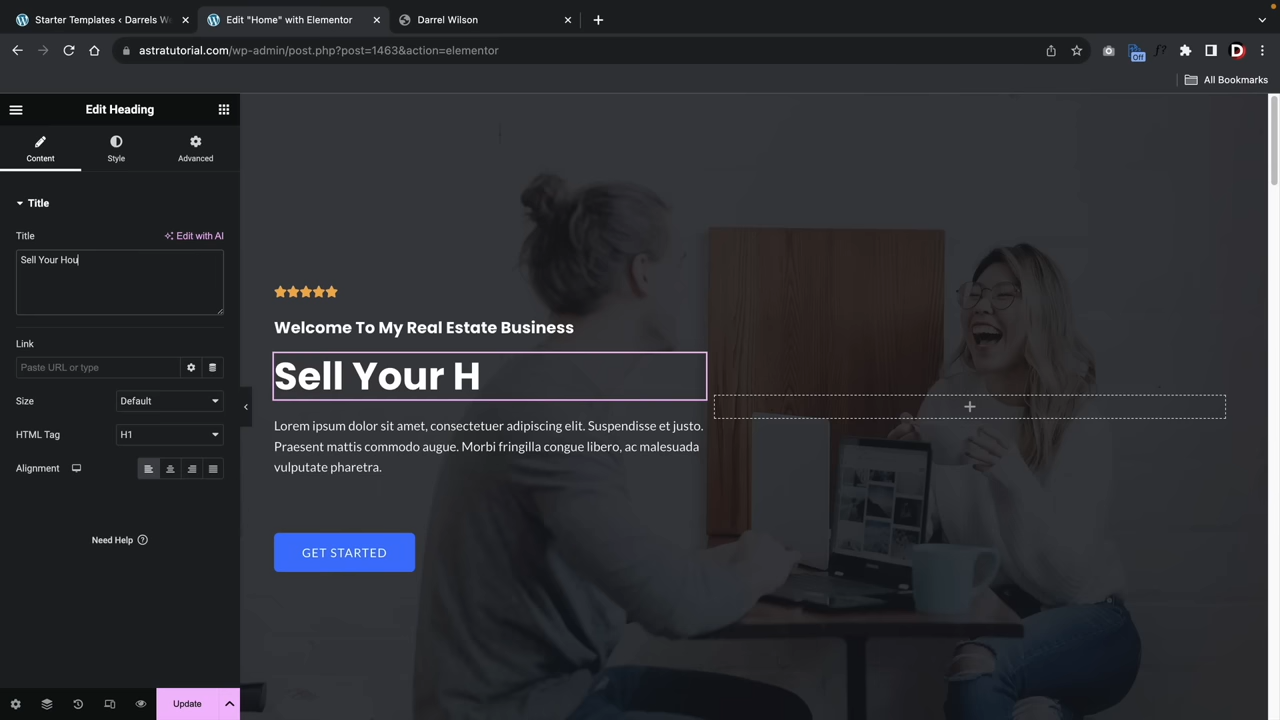 Starter Templates ‹ Darrels We
Edit "Home" with Elementor
Darrel Wilson
astratutorial.com/wp-admin/post.php?post=1463&action=elementor
f?
Off
D
All Bookmarks
Edit Heading
Content
Style
Advanced
Title
Title
Edit with AI
Sell Your Hou
Link
Paste URL or type
Size
Default
HTML Tag
H1
Alignment
Need Help
Update
Welcome To My Real Estate Business
Sell Your H
Lorem ipsum dolor sit amet, consectetuer adipiscing elit. Suspendisse et justo.
Praesent mattis commodo augue. Morbi fringilla congue libero, ac malesuada
vulputate pharetra.
GET STARTED